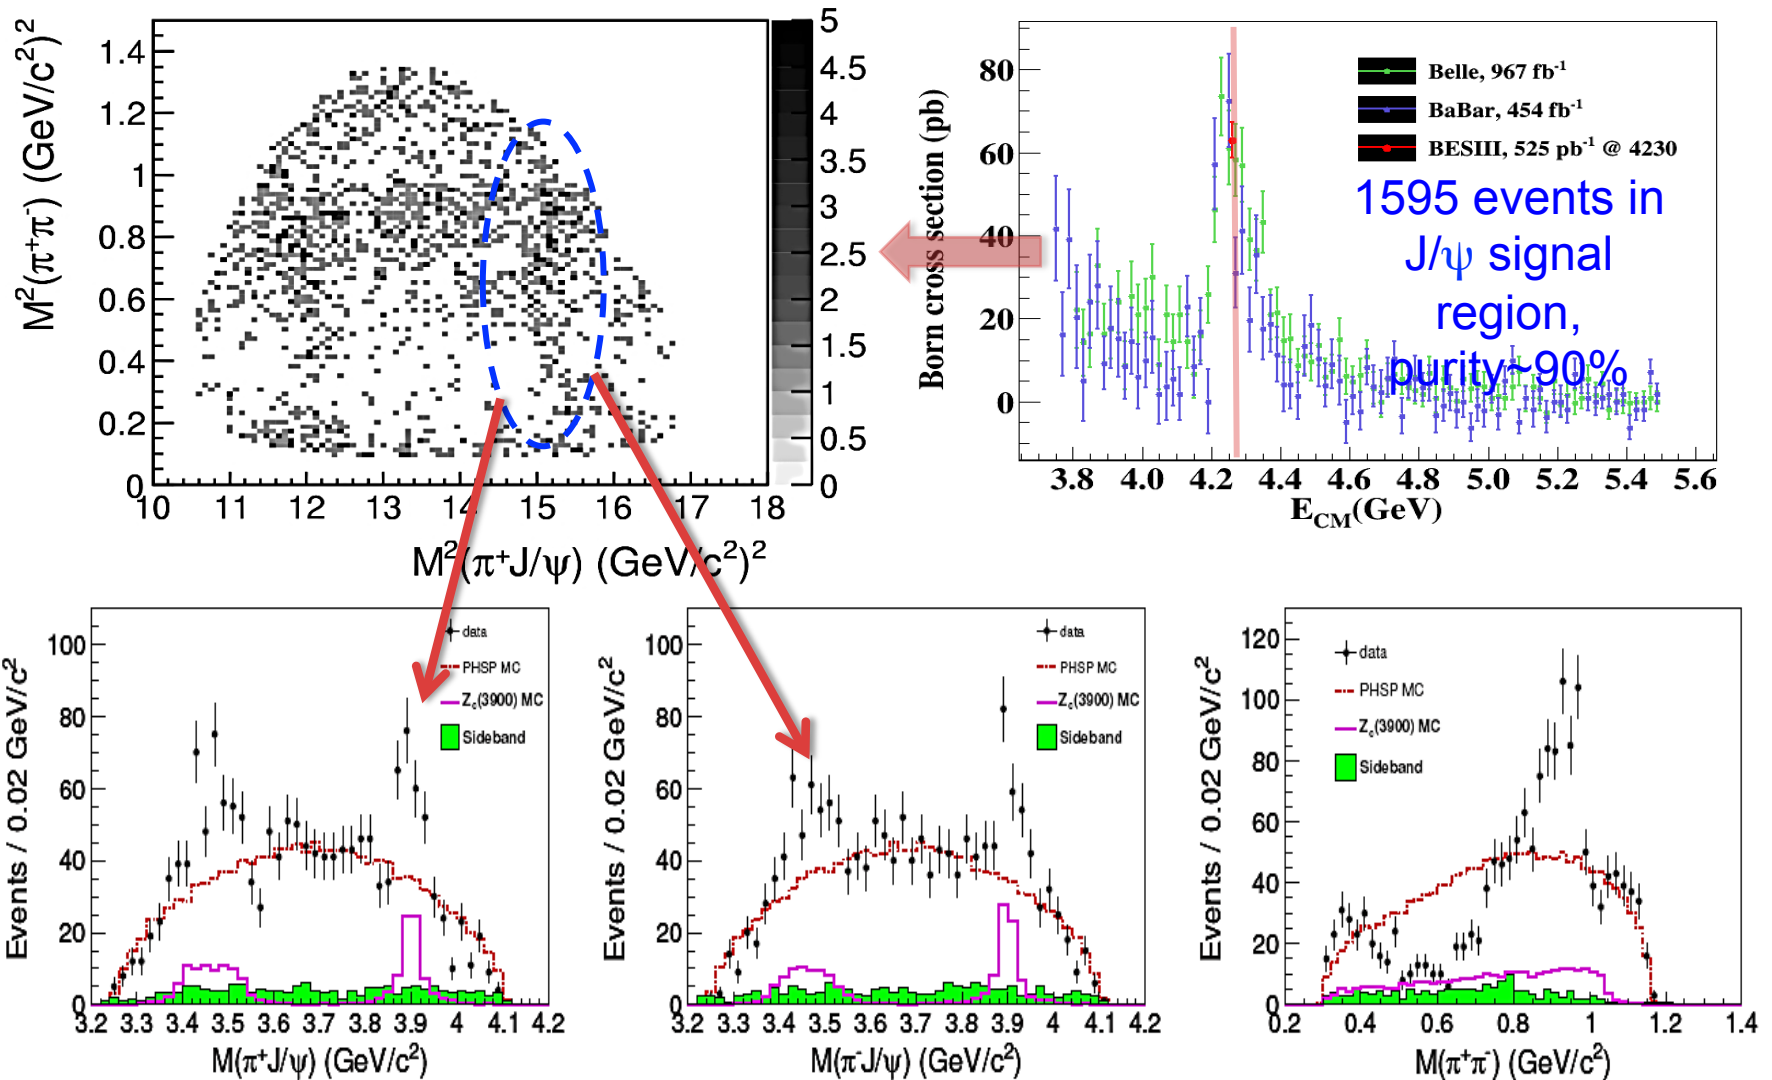 M²(π⁺π⁻) (GeV/c²)²
1.4
1.2
1
0.8
0.6
0.4
0.2
0
10 11 12 13 14 15 16 17 18
M²(π⁺J/ψ) (GeV/c²)²
5
4.5
4
3.5
3
2.5
2
1.5
1
0.5
0
Born cross section (pb)
80
60
40
20
0
3.8 4.0 4.2 4.4 4.6 4.8 5.0 5.2 5.4 5.6
E_CM(GeV)
Belle, 967 fb⁻¹
BaBar, 454 fb⁻¹
BESIII, 525 pb⁻¹ @ 4230
1595 events in
J/ψ signal
region,
purity~90%
Events / 0.02 GeV/c²
100
80
60
40
20
0
3.2 3.3 3.4 3.5 3.6 3.7 3.8 3.9 4 4.1 4.2
M(π⁺J/ψ) (GeV/c²)
data
PHSP MC
Z_c(3900) MC
Sideband
Events / 0.02 GeV/c²
100
80
60
40
20
0
3.2 3.3 3.4 3.5 3.6 3.7 3.8 3.9 4 4.1 4.2
M(π⁻J/ψ) (GeV/c²)
data
PHSP MC
Z_c(3900) MC
Sideband
Events / 0.02 GeV/c²
120
100
80
60
40
20
0
0.2 0.4 0.6 0.8 1 1.2 1.4
M(π⁺π⁻) (GeV/c²)
data
PHSP MC
Z_c(3900) MC
Sideband